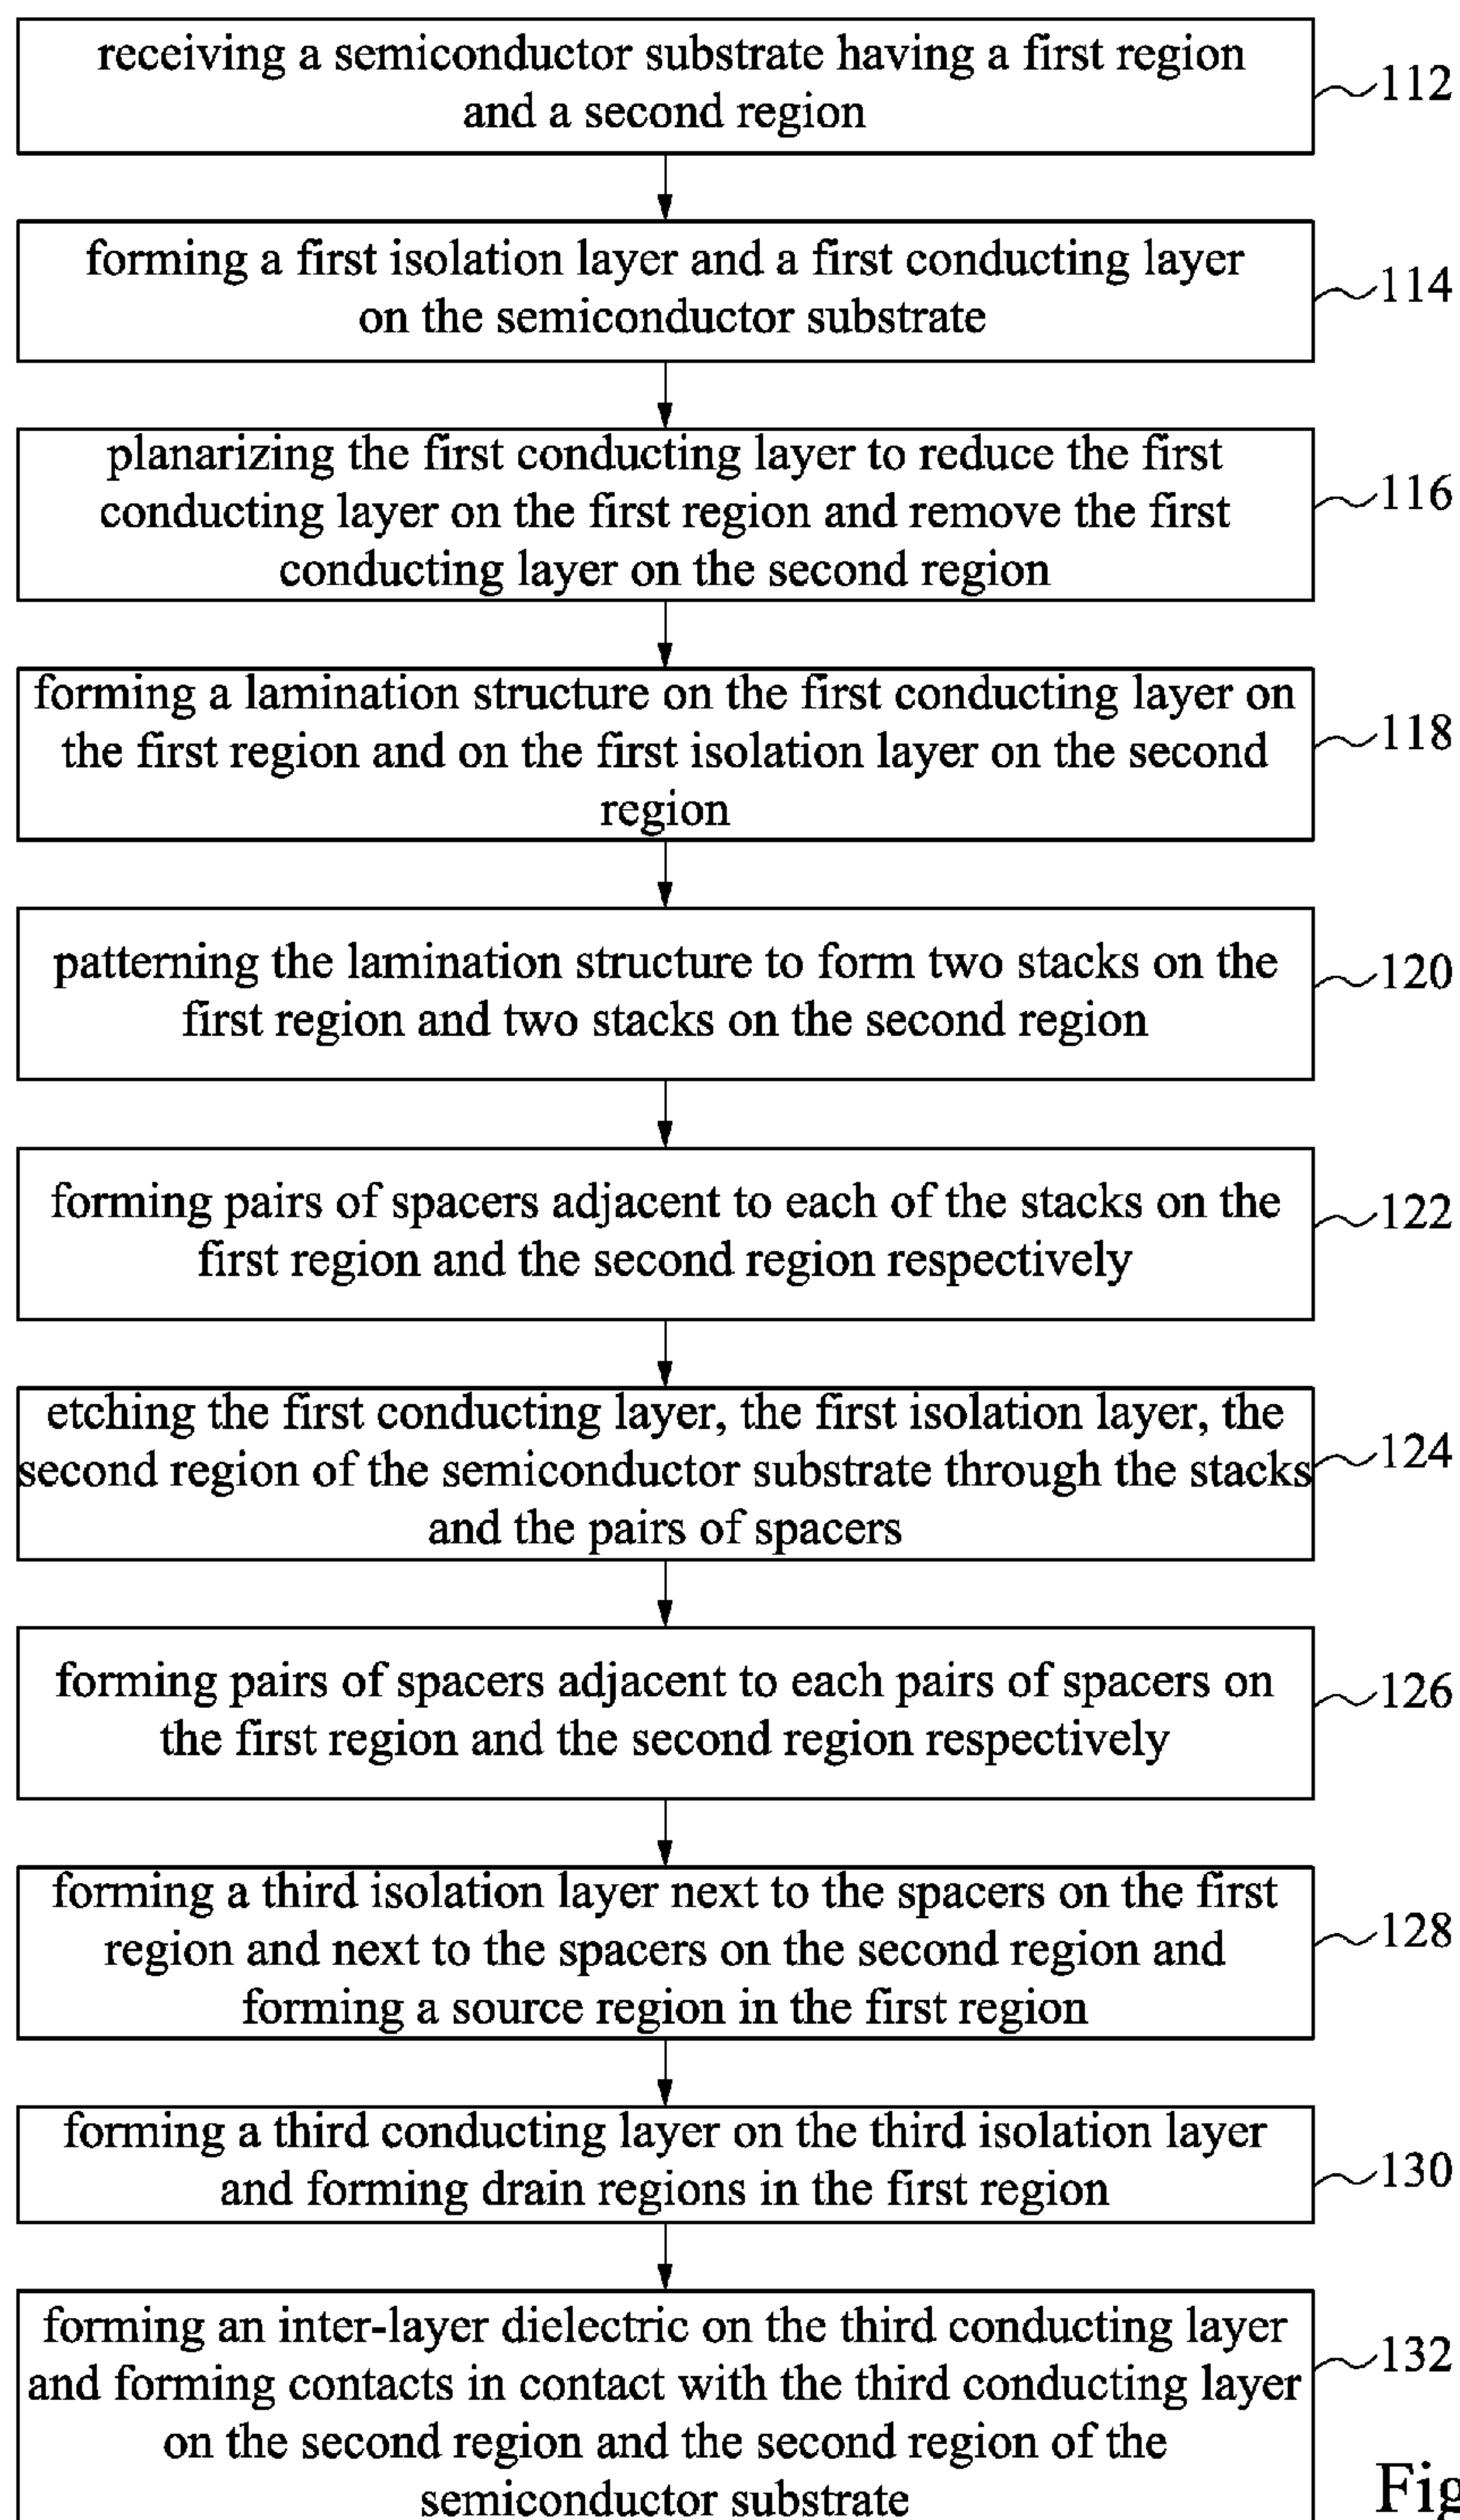 receiving a semiconductor substrate having a first region
and a second region
112
forming a first isolation layer and a first conducting layer
on the semiconductor substrate
114
planarizing the first conducting layer to reduce the first
conducting layer on the first region and remove the first
conducting layer on the second region
116
forming a lamination structure on the first conducting layer on
the first region and on the first isolation layer on the second
region
118
patterning the lamination structure to form two stacks on the
first region and two stacks on the second region
120
forming pairs of spacers adjacent to each of the stacks on the
first region and the second region respectively
122
etching the first conducting layer, the first isolation layer, the
second region of the semiconductor substrate through the stacks
and the pairs of spacers
124
forming pairs of spacers adjacent to each pairs of spacers on
the first region and the second region respectively
126
forming a third isolation layer next to the spacers on the first
region and next to the spacers on the second region and
forming a source region in the first region
128
forming a third conducting layer on the third isolation layer
and forming drain regions in the first region
130
forming an inter-layer dielectric on the third conducting layer
and forming contacts in contact with the third conducting layer
on the second region and the second region of the
semiconductor substrate
132
Fig